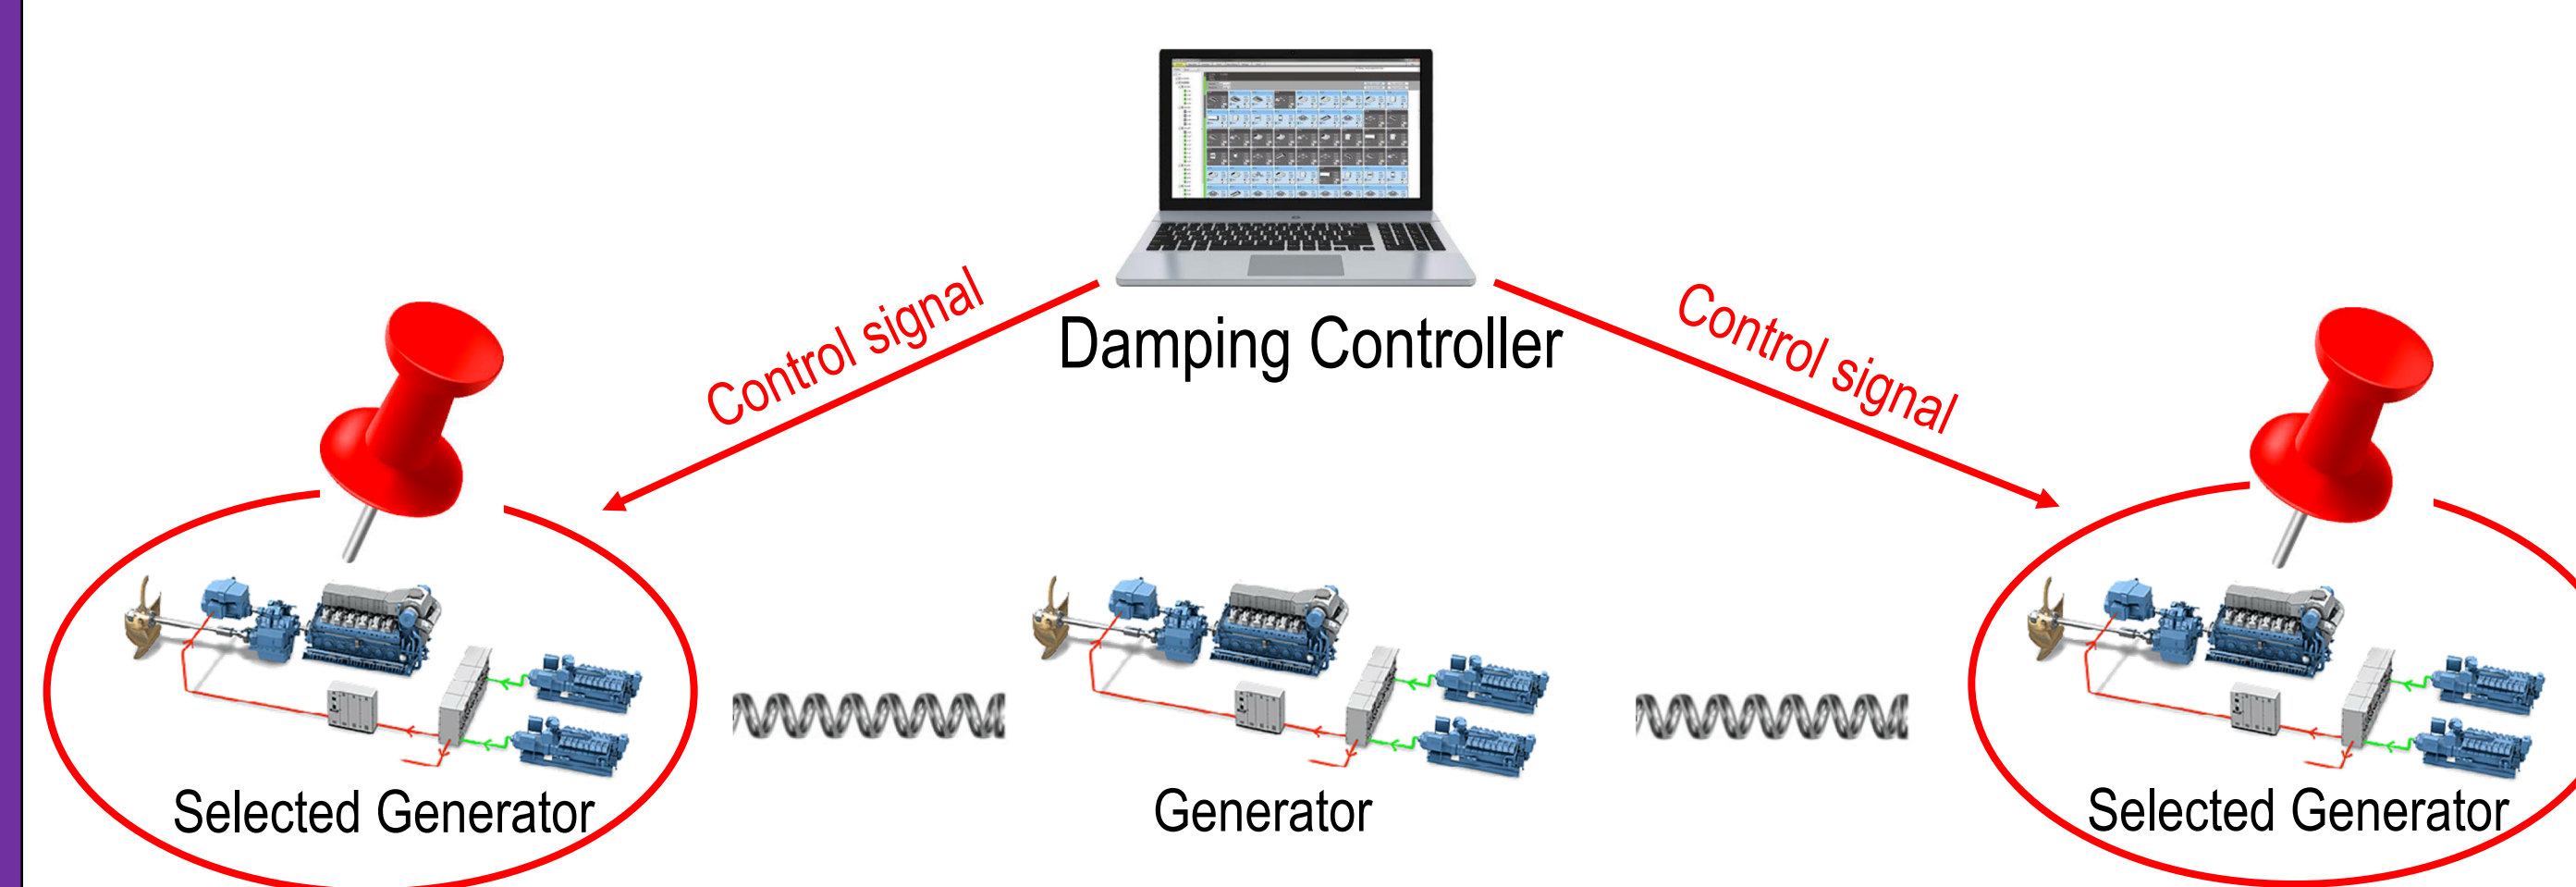 Control signal
Control signal
Damping Controller
Selected Generator
Generator
Selected Generator